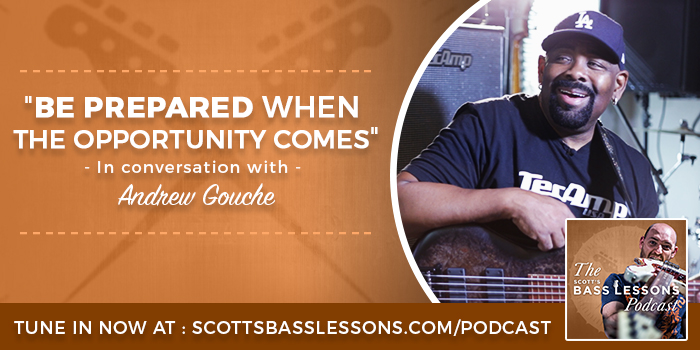 "BE PREPARED WHEN
THE OPPORTUNITY COMES"
- In conversation with -
Andrew Gouche
TecAmp
TecAmp
The
SCOTT'S
BASS LESSONS
Podcast
TUNE IN NOW AT : SCOTTSBASSLESSONS.COM/PODCAST